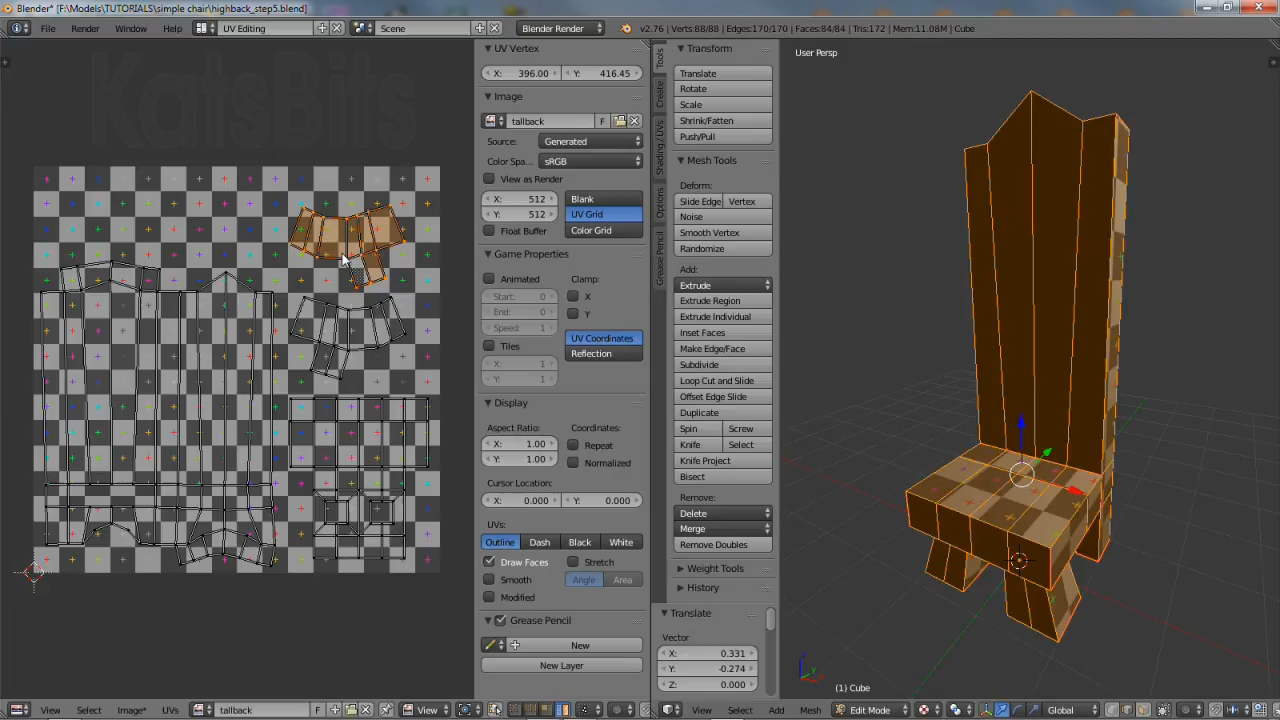 Blender* [F:\Models\TUTORIALS\simple chair\highback_step5.blend]
File Render Window Help UV Editing Scene Blender Render v2.76 | Verts:88/88 | Edges:170/170 | Faces:84/84 | Tris:172 | Mem:11.08M | Cube
KatsBits
UV Vertex
X: 396.00 Y: 416.45
Image
tallback F
Source: Generated
Color Spa... sRGB
View as Render
X: 512 Blank
Y: 512 UV Grid
Float Buffer Color Grid
Game Properties
Animated Clamp:
Start: 0 X
End: 0 Y
Speed: 1
Tiles UV Coordinates
X: 1 Reflection
Y: 1
Display
Aspect Ratio: Coordinates:
X: 1.00 Repeat
Y: 1.00 Normalized
Cursor Location:
X: 0.000 Y: 0.000
UVs:
Outline Dash Black White
Draw Faces Stretch
Smooth Angle Area
Modified
Grease Pencil
New
New Layer
Tools
Create
Shading / UVs
Options
Grease Pencil
Transform
Translate
Rotate
Scale
Shrink/Fatten
Push/Pull
Mesh Tools
Deform:
Slide Edge Vertex
Noise
Smooth Vertex
Randomize
Add:
Extrude
Extrude Region
Extrude Individual
Inset Faces
Make Edge/Face
Subdivide
Loop Cut and Slide
Offset Edge Slide
Duplicate
Spin Screw
Knife Select
Knife Project
Bisect
Remove:
Delete
Merge
Remove Doubles
Weight Tools
History
Translate
Vector
X: 0.331
Y: -0.274
Z: 0.000
User Persp
(1) Cube
View Select Image* UVs tallback F View
View Select Add Mesh Edit Mode Global